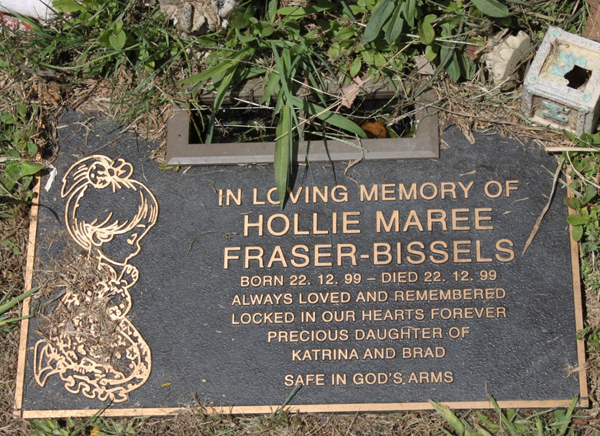 IN LOVING MEMORY OF
HOLLIE MAREE
FRASER-BISSELS
BORN 22. 12. 99 – DIED 22. 12. 99
ALWAYS LOVED AND REMEMBERED
LOCKED IN OUR HEARTS FOREVER
PRECIOUS DAUGHTER OF
KATRINA AND BRAD
SAFE IN GOD'S ARMS